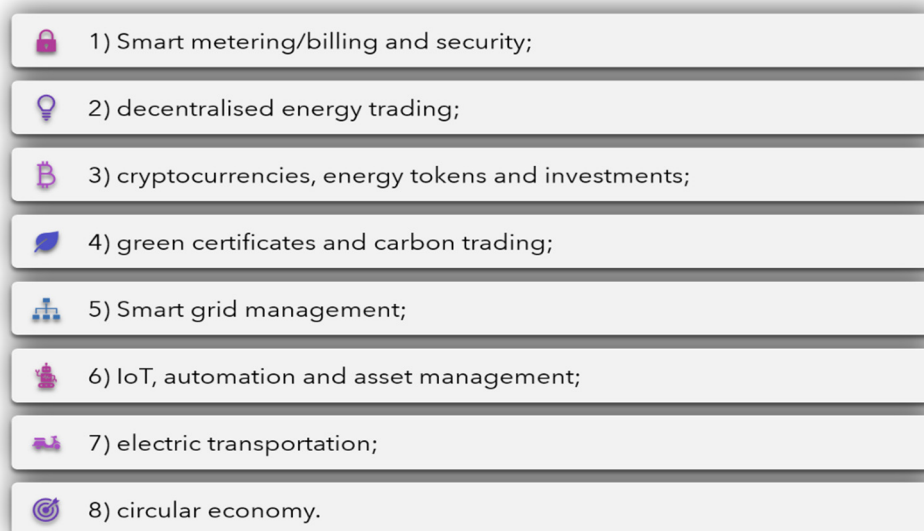 1) Smart metering/billing and security;
2) decentralised energy trading;
3) cryptocurrencies, energy tokens and investments;
4) green certificates and carbon trading;
5) Smart grid management;
6) IoT, automation and asset management;
7) electric transportation;
8) circular economy.